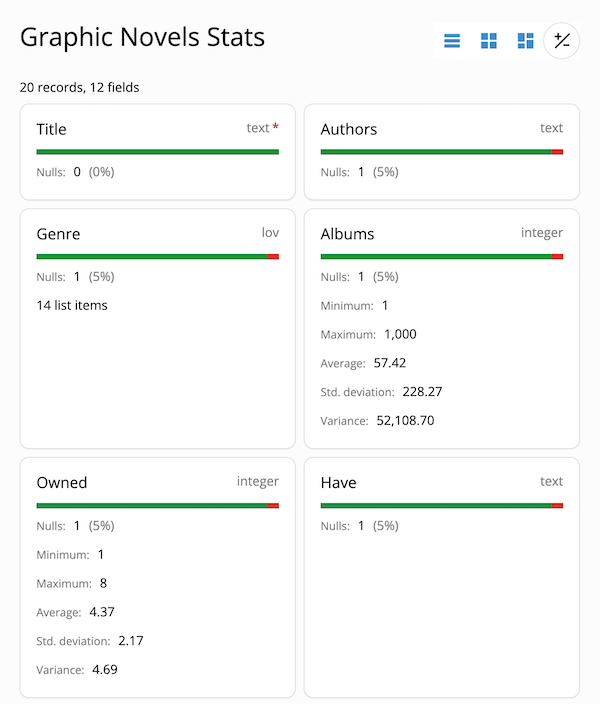 Graphic Novels Stats
20 records, 12 fields
Title text *
Nulls: 0 (0%)
Authors text
Nulls: 1 (5%)
Genre lov
Nulls: 1 (5%)
14 list items
Albums integer
Nulls: 1 (5%)
Minimum: 1
Maximum: 1,000
Average: 57.42
Std. deviation: 228.27
Variance: 52,108.70
Owned integer
Nulls: 1 (5%)
Minimum: 1
Maximum: 8
Average: 4.37
Std. deviation: 2.17
Variance: 4.69
Have text
Nulls: 1 (5%)